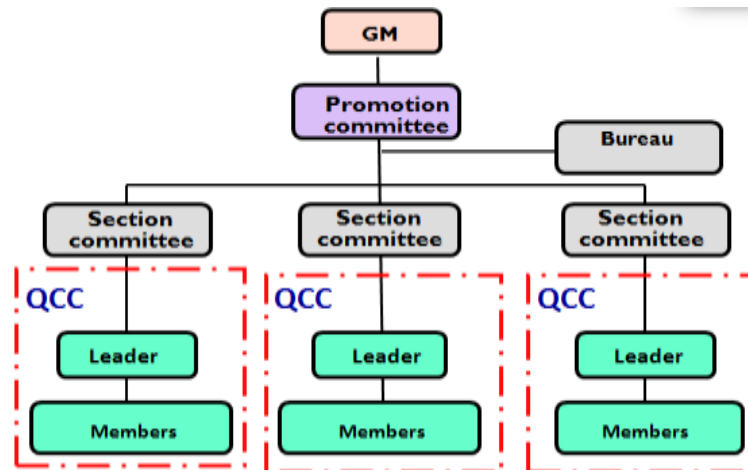 GM
Promotion
committee
Bureau
Section
committee
Section
committee
Section
committee
QCC
QCC
QCC
Leader
Leader
Leader
Members
Members
Members